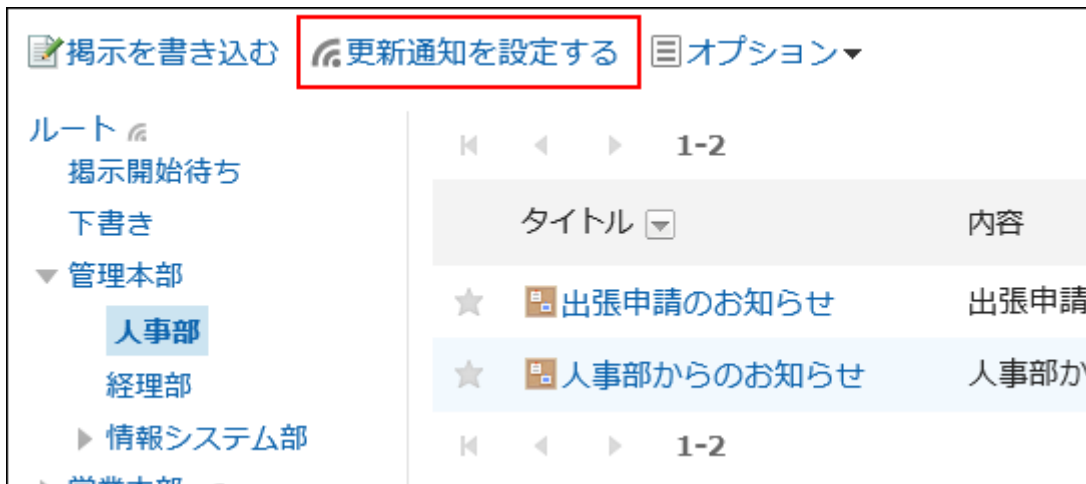 掲示を書き込む 更新通知を設定する オプション
ルート
掲示開始待ち
下書き
管理本部
人事部
経理部
情報システム部
1-2
タイトル 内容
出張申請のお知らせ 出張申請
人事部からのお知らせ 人事部か
1-2